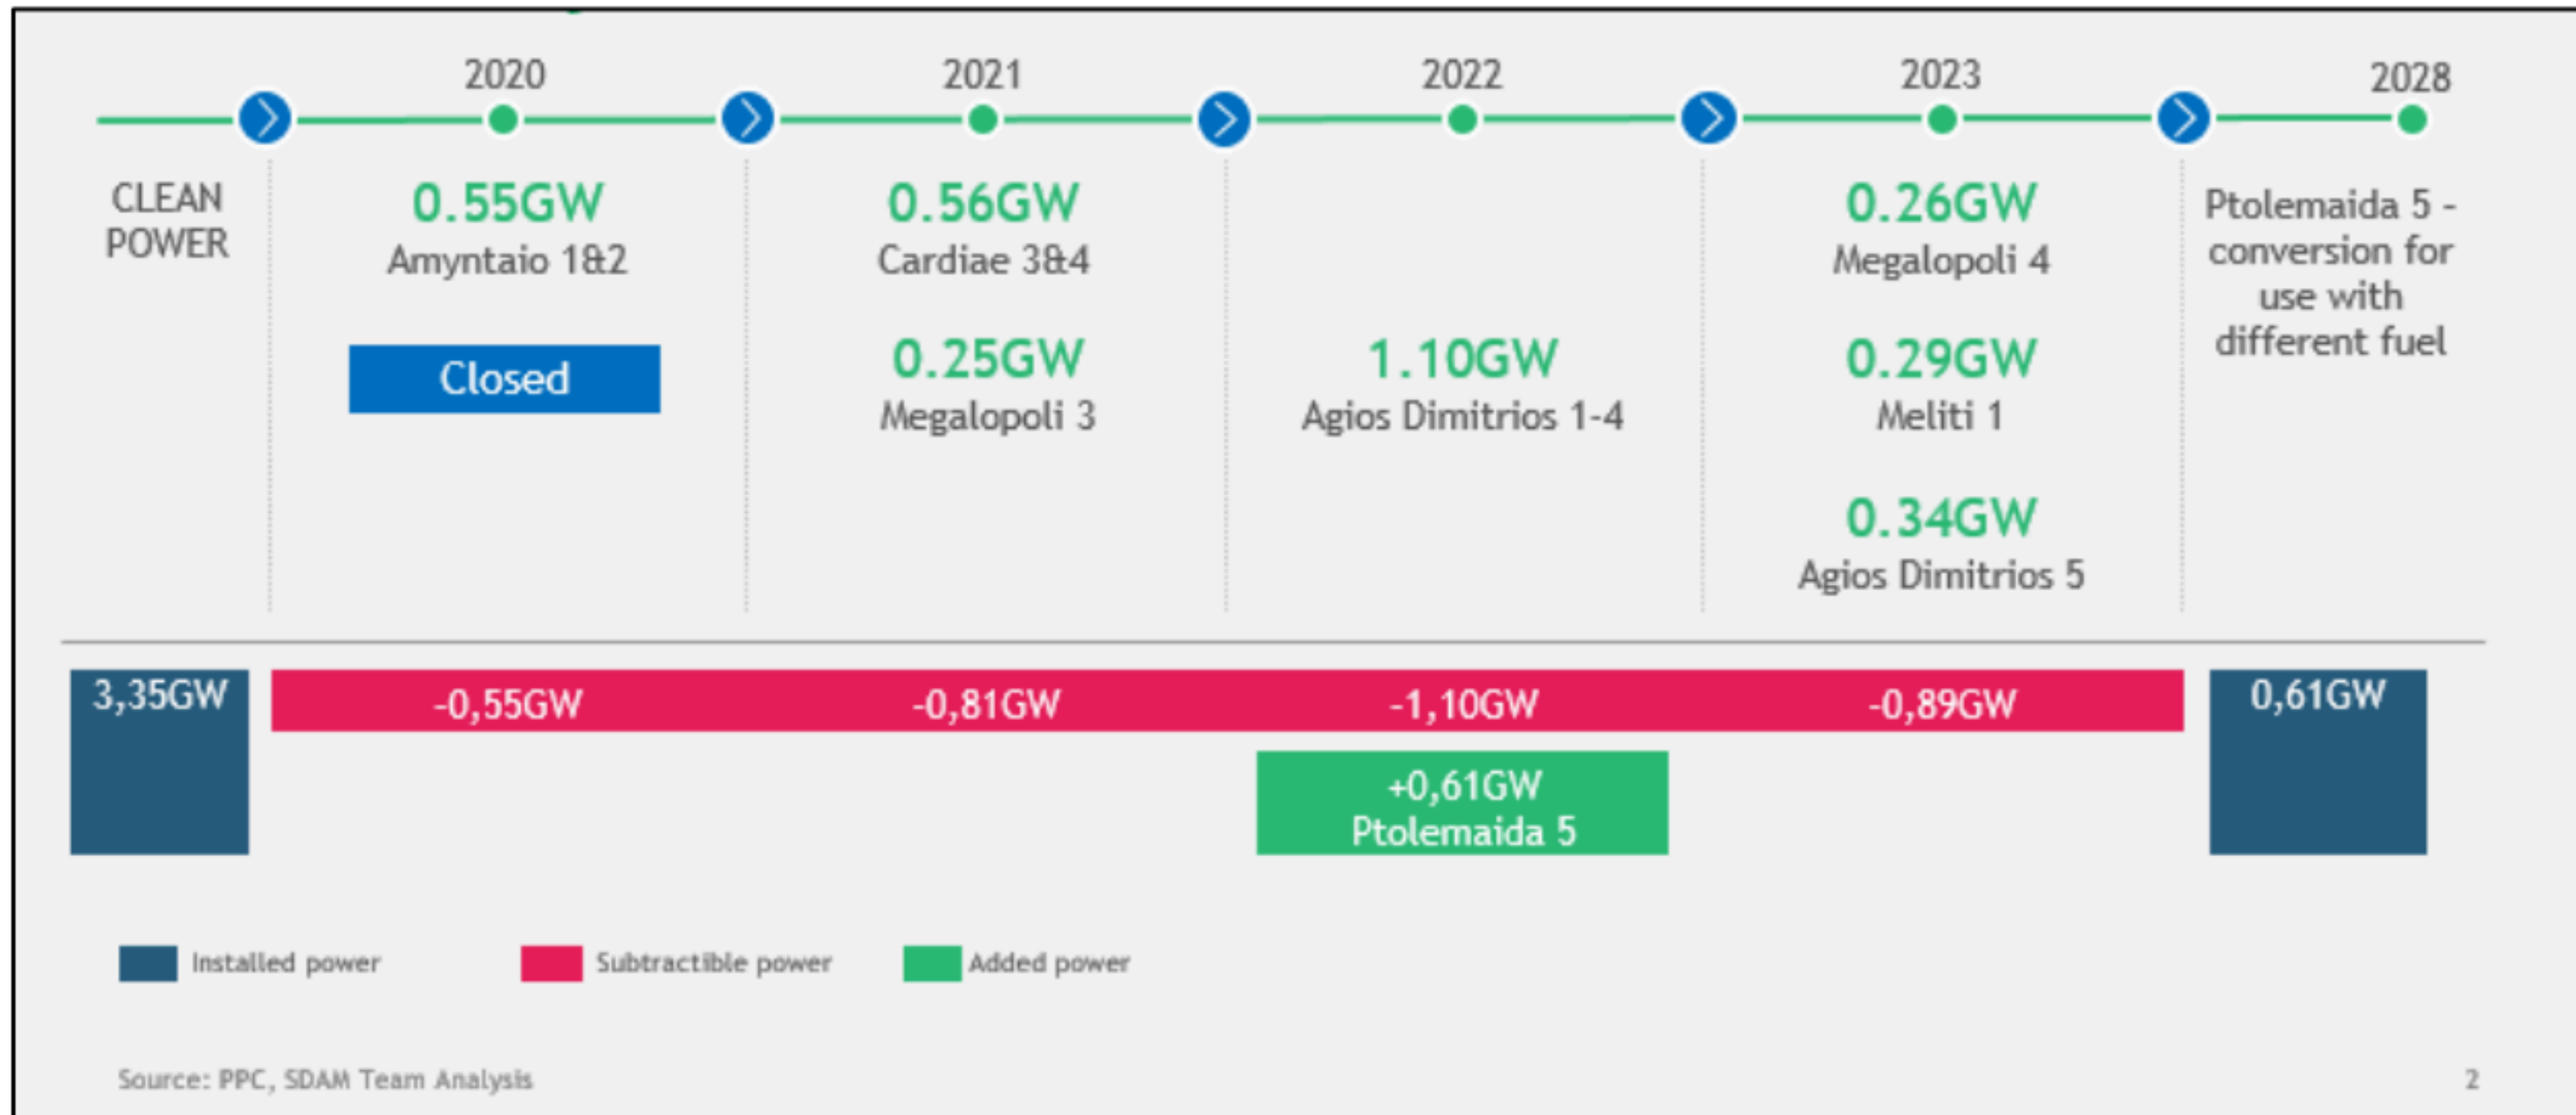 2020
2021
2022
2023
2028
CLEAN
POWER
0.55GW
Amyntaio 1&2
Closed
0.56GW
Cardiae 3&4
0.25GW
Megalopoli 3
1.10GW
Agios Dimitrios 1-4
0.26GW
Megalopoli 4
0.29GW
Meliti 1
0.34GW
Agios Dimitrios 5
Ptolemaida 5 -
conversion for
use with
different fuel
3,35GW
-0,55GW
-0,81GW
-1,10GW
-0,89GW
0,61GW
+0,61GW
Ptolemaida 5
Installed power
Subtractible power
Added power
Source: PPC, SDAM Team Analysis
2